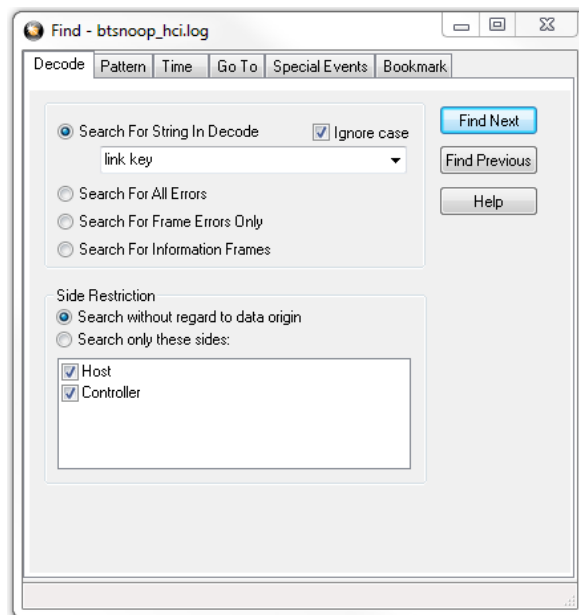 Find - btsnoop_hci.log
Decode Pattern Time Go To Special Events Bookmark
Search For String In Decode Ignore case
link key
Search For All Errors
Search For Frame Errors Only
Search For Information Frames
Find Next
Find Previous
Help
Side Restriction
Search without regard to data origin
Search only these sides:
Host
Controller